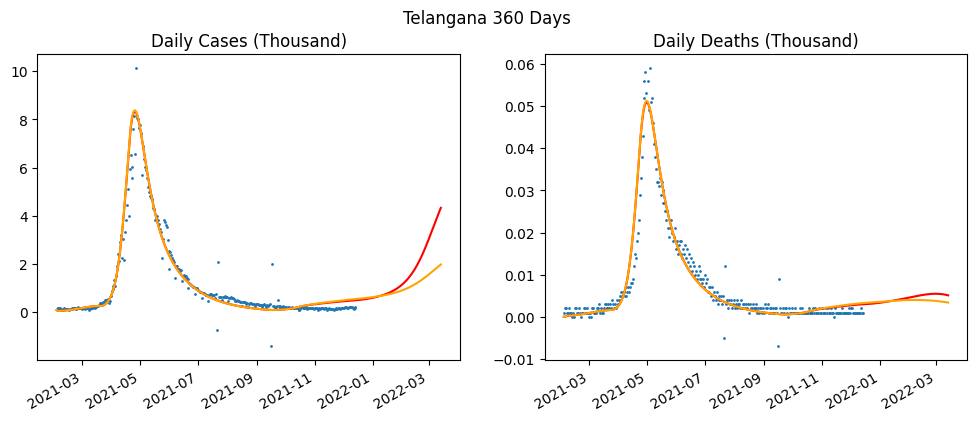 Telangana 360 Days
Daily Cases (Thousand)
10
8
6
4
2
0
2021-03 2021-05 2021-07 2021-09 2021-11 2022-01 2022-03
Daily Deaths (Thousand)
0.06
0.05
0.04
0.03
0.02
0.01
0.00
−0.01
2021-03 2021-05 2021-07 2021-09 2021-11 2022-01 2022-03